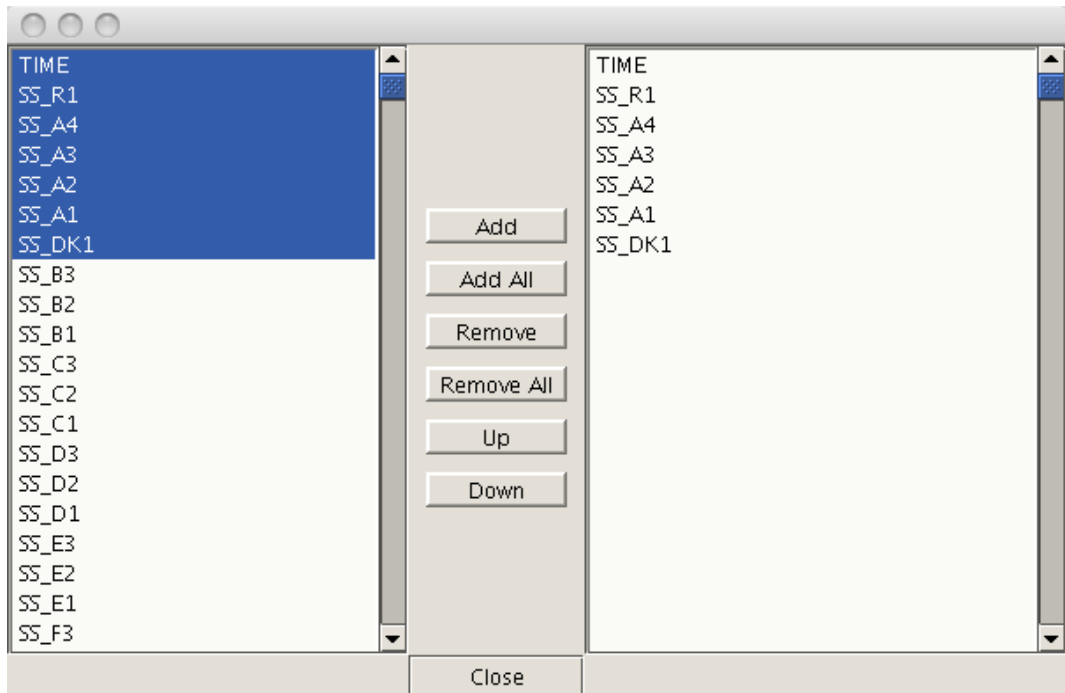 TIME
SS_R1
SS_A4
SS_A3
SS_A2
SS_A1
SS_DK1
SS_B3
SS_B2
SS_B1
SS_C3
SS_C2
SS_C1
SS_D3
SS_D2
SS_D1
SS_E3
SS_E2
SS_E1
SS_F3
Add
Add All
Remove
Remove All
Up
Down
TIME
SS_R1
SS_A4
SS_A3
SS_A2
SS_A1
SS_DK1
Close